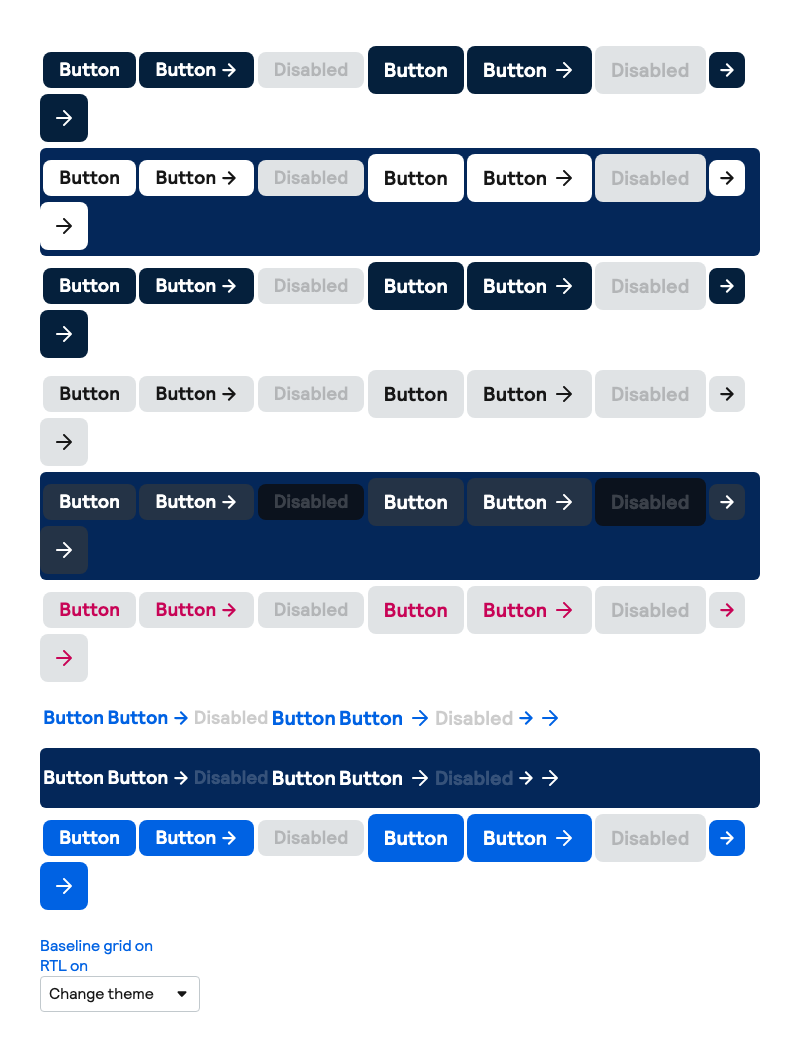 Button Button → Disabled Button Button → Disabled →
→
Button Button → Disabled Button Button → Disabled →
→
Button Button → Disabled Button Button → Disabled →
→
Button Button → Disabled Button Button → Disabled →
→
Button Button → Disabled Button Button → Disabled →
→
Button Button → Disabled Button Button → Disabled →
→
Button Button → Disabled Button Button → Disabled → →
Button Button → Disabled Button Button → Disabled → →
Button Button → Disabled Button Button → Disabled →
→
Baseline grid on
RTL on
Change theme